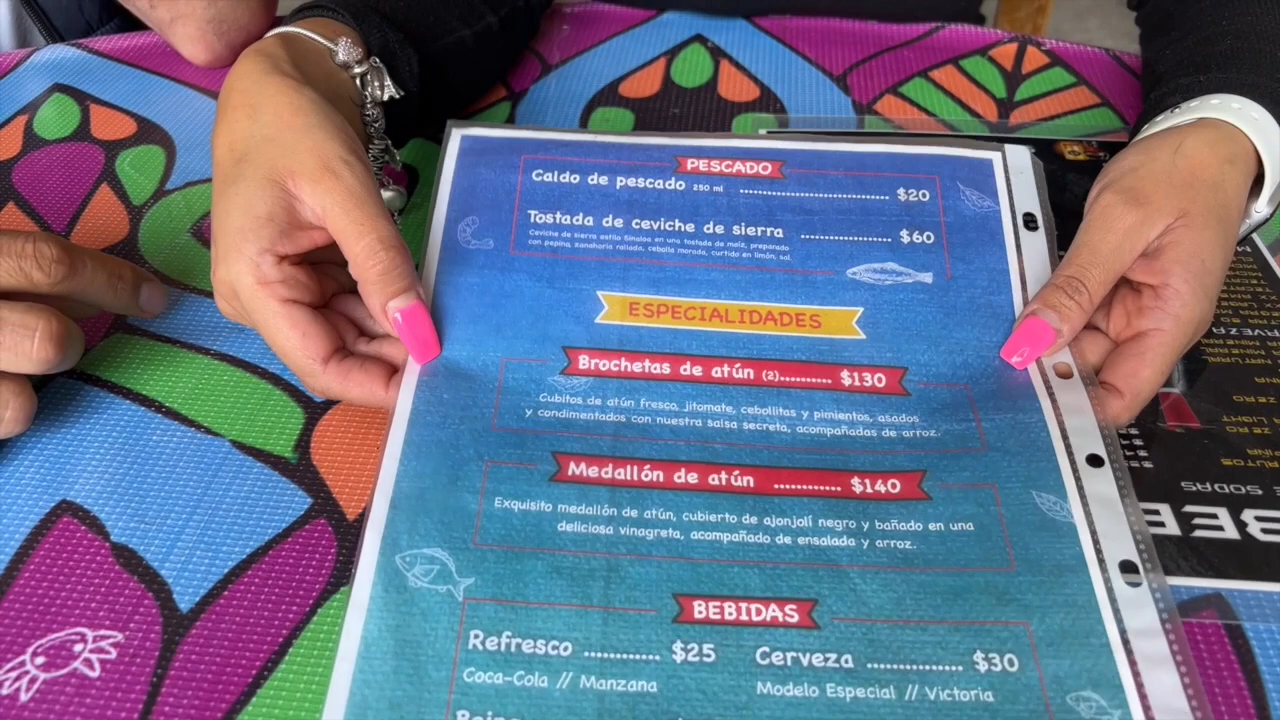 PESCADO
Caldo de pescado 250 ml ............................... $20
Tostada de ceviche de sierra ................... $60
Ceviche de sierra estilo Sinaloa en una tostada de maíz, preparado
con pepino, zanahoria rallada, cebolla morada, curtido en limón, sal.
ESPECIALIDADES
Brochetas de atún (2).......... $130
Cubitos de atún fresco, jitomate, cebollitas y pimientos, asados
y condimentados con nuestra salsa secreta, acompañadas de arroz.
Medallón de atún ............ $140
Exquisito medallón de atún, cubierto de ajonjolí negro y bañado en una
deliciosa vinagreta, acompañado de ensalada y arroz.
BEBIDAS
Refresco ............ $25
Coca-Cola // Manzana
Cerveza .............. $30
Modelo Especial // Victoria
SODAS